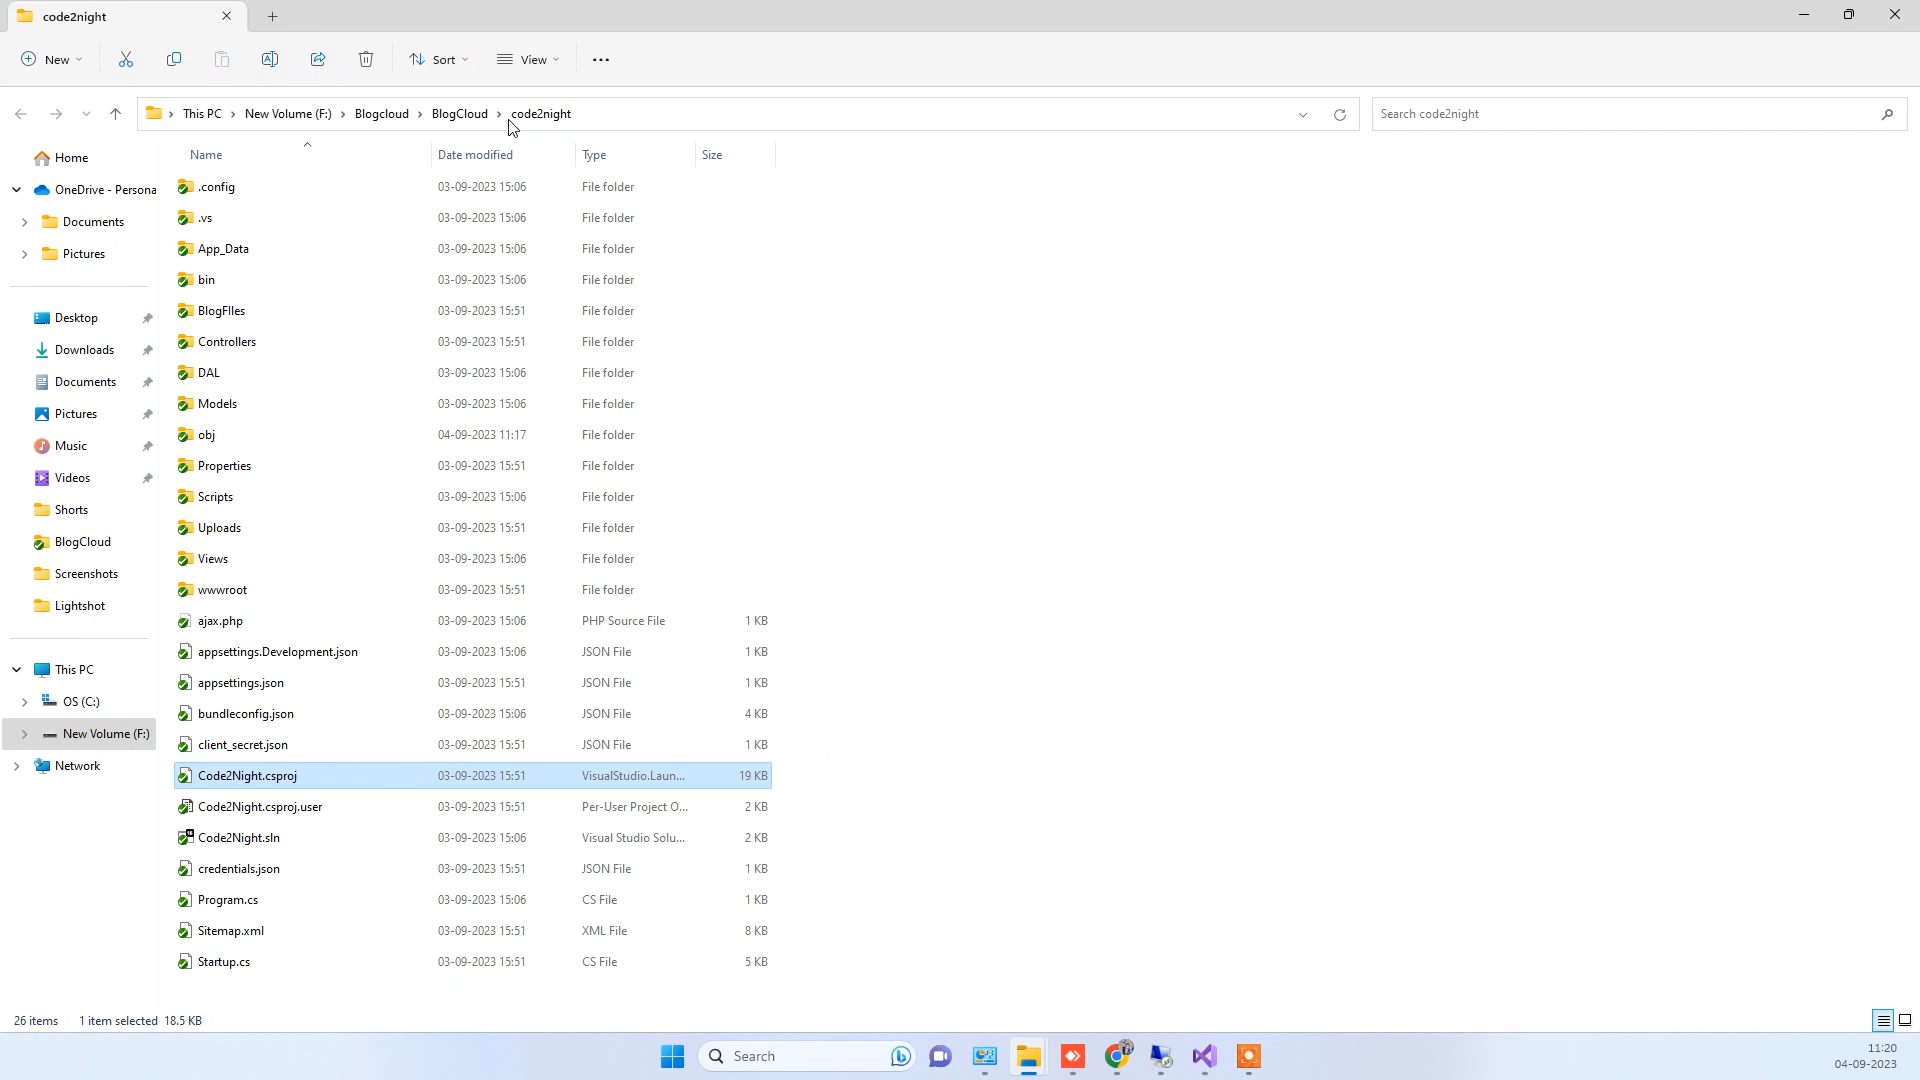 code2night
New
Sort
View
This PC > New Volume (F:) > Blogcloud > BlogCloud > code2night
Search code2night
Name Date modified Type Size
.config 03-09-2023 15:06 File folder
.vs 03-09-2023 15:06 File folder
App_Data 03-09-2023 15:06 File folder
bin 03-09-2023 15:06 File folder
BlogFIles 03-09-2023 15:51 File folder
Controllers 03-09-2023 15:51 File folder
DAL 03-09-2023 15:06 File folder
Models 03-09-2023 15:06 File folder
obj 04-09-2023 11:17 File folder
Properties 03-09-2023 15:51 File folder
Scripts 03-09-2023 15:06 File folder
Uploads 03-09-2023 15:51 File folder
Views 03-09-2023 15:06 File folder
wwwroot 03-09-2023 15:51 File folder
ajax.php 03-09-2023 15:06 PHP Source File 1 KB
appsettings.Development.json 03-09-2023 15:06 JSON File 1 KB
appsettings.json 03-09-2023 15:51 JSON File 1 KB
bundleconfig.json 03-09-2023 15:06 JSON File 4 KB
client_secret.json 03-09-2023 15:51 JSON File 1 KB
Code2Night.csproj 03-09-2023 15:51 VisualStudio.Laun... 19 KB
Code2Night.csproj.user 03-09-2023 15:51 Per-User Project O... 2 KB
Code2Night.sln 03-09-2023 15:06 Visual Studio Solu... 2 KB
credentials.json 03-09-2023 15:51 JSON File 1 KB
Program.cs 03-09-2023 15:06 CS File 1 KB
Sitemap.xml 03-09-2023 15:51 XML File 8 KB
Startup.cs 03-09-2023 15:51 CS File 5 KB
Home
OneDrive - Persona
Documents
Pictures
Desktop
Downloads
Documents
Pictures
Music
Videos
Shorts
BlogCloud
Screenshots
Lightshot
This PC
OS (C:)
New Volume (F:)
Network
26 items 1 item selected 18.5 KB
Search
11:20
04-09-2023